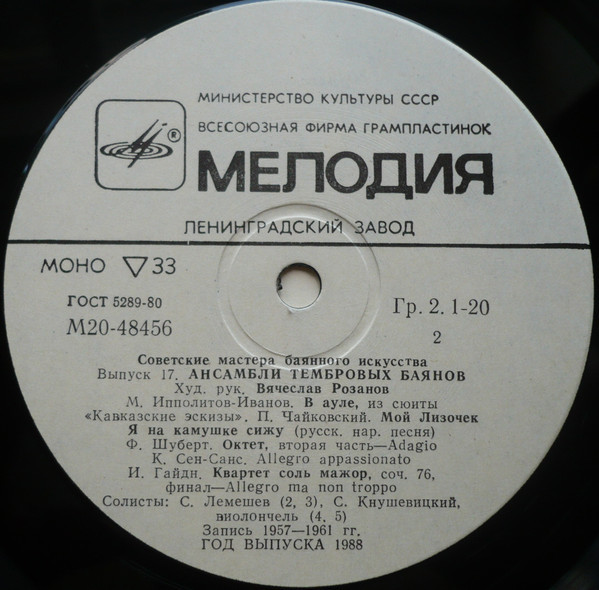 МИНИСТЕРСТВО КУЛЬТУРЫ СССР
ВСЕСОЮЗНАЯ ФИРМА ГРАМПЛАСТИНОК
®
МЕЛОДИЯ
ЛЕНИНГРАДСКИЙ ЗАВОД
МОНО ▽33
ГОСТ 5289-80
М20-48456
Гр. 2. 1-20
2
Советские мастера баянного искусства
Выпуск 17. АНСАМБЛИ ТЕМБРОВЫХ БАЯНОВ
Худ. рук. Вячеслав Розанов
М. Ипполитов-Иванов. В ауле, из сюиты
«Кавказские эскизы». П. Чайковский. Мой Лизочек
Я на камушке сижу (русск. нар. песня)
Ф. Шуберт. Октет, вторая часть—Adagio
К. Сен-Санс. Allegro appassionato
И. Гайдн. Квартет соль мажор, соч. 76,
финал—Allegro ma non troppo
Солисты: С. Лемешев (2, 3), С. Кнушевицкий,
виолончель (4, 5)
Запись 1957—1961 гг.
ГОД ВЫПУСКА 1988